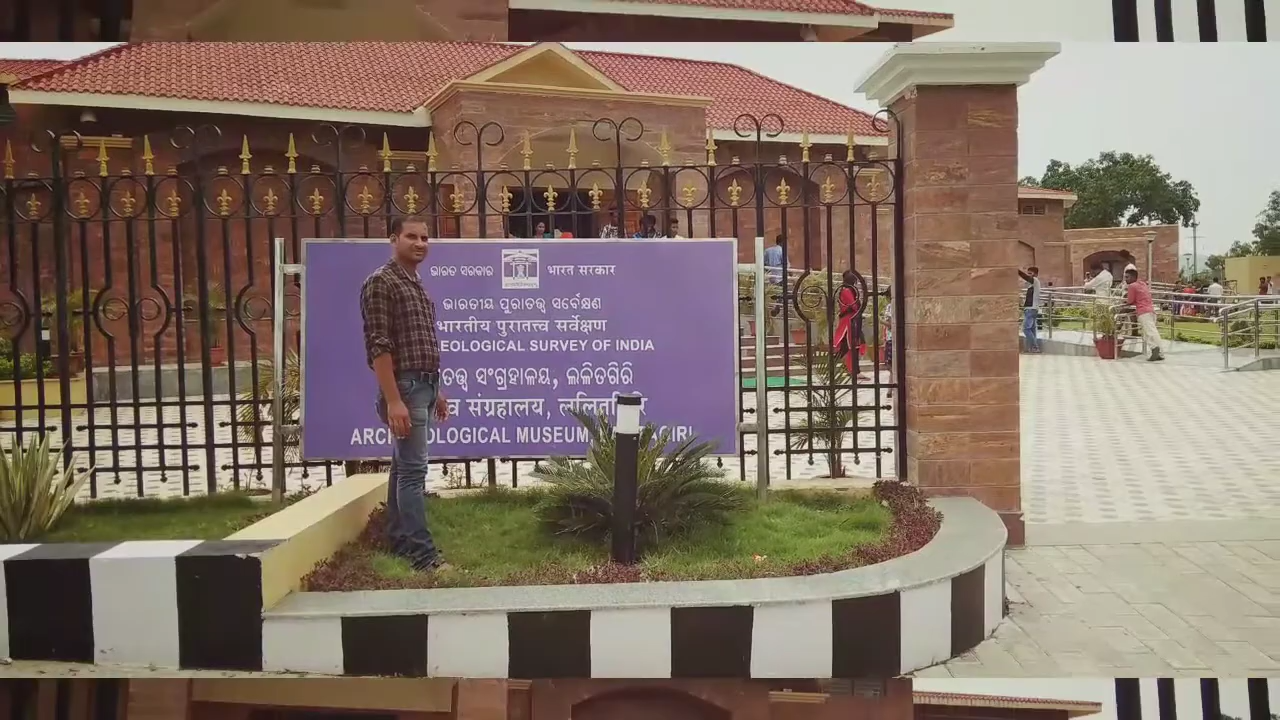 ଭାରତ ସରକାର भारत सरकार
ଭାରତୀୟ ପୁରାତତ୍ତ୍ୱ ସର୍ବେକ୍ଷଣ
भारतीय पुरातत्त्व सर्वेक्षण
EOLOGICAL SURVEY OF INDIA
ତତ୍ତ୍ୱ ସଂଗ୍ରହାଳୟ, ଲଳିତଗିରି
व संग्रहालय,
ARCH OLOGICAL MUSEUM